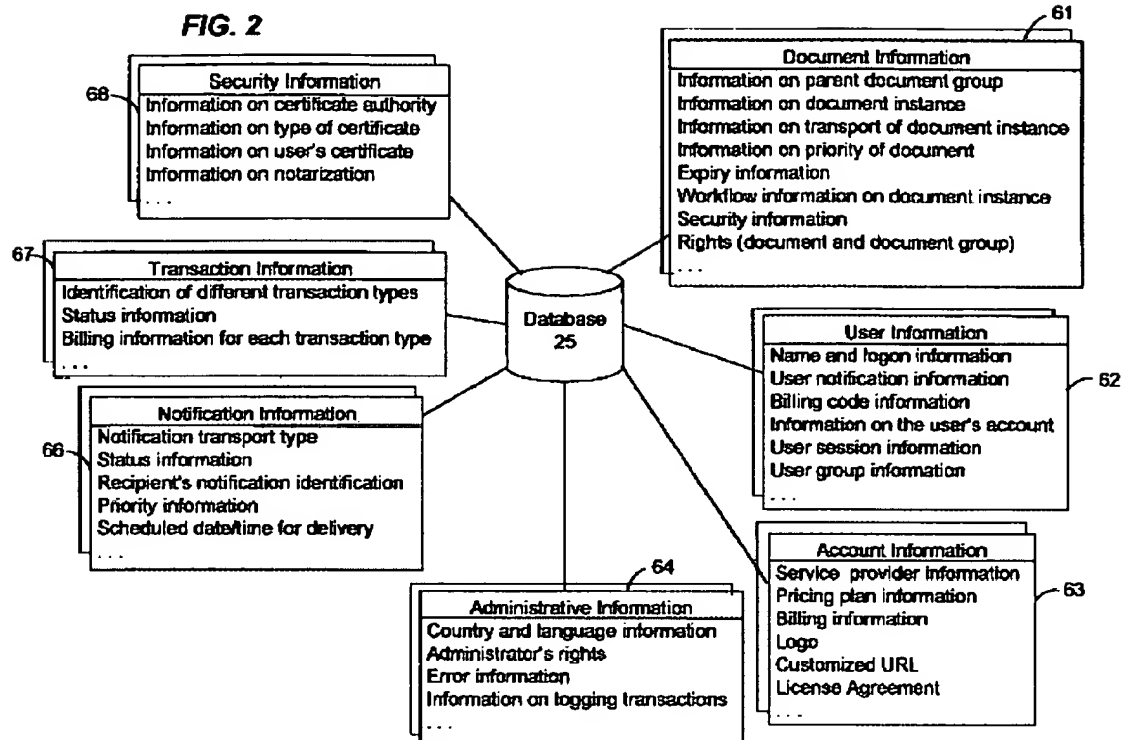 FIG. 2
61
Document Information
Information on parent document group
Information on document instance
Information on transport of document instance
Information on priority of document
Expiry information
Workflow information on document instance
Security information
Rights (document and document group)
. . .
68
Security Information
Information on certificate authority
Information on type of certificate
Information on user's certificate
Information on notarization
. . .
67
Transaction Information
Identification of different transaction types
Status information
Billing information for each transaction type
. . .
Database
25
User Information
Name and logon information
User notification information
Billing code information
Information on the user's account
User session information
User group information
. . .
62
66
Notification Information
Notification transport type
Status information
Recipient's notification identification
Priority information
Scheduled date/time for delivery
. . .
64
Administrative Information
Country and language information
Administrator's rights
Error information
Information on logging transactions
. . .
Account Information
Service provider information
Pricing plan information
Billing information
Logo
Customized URL
License Agreement
. . .
63